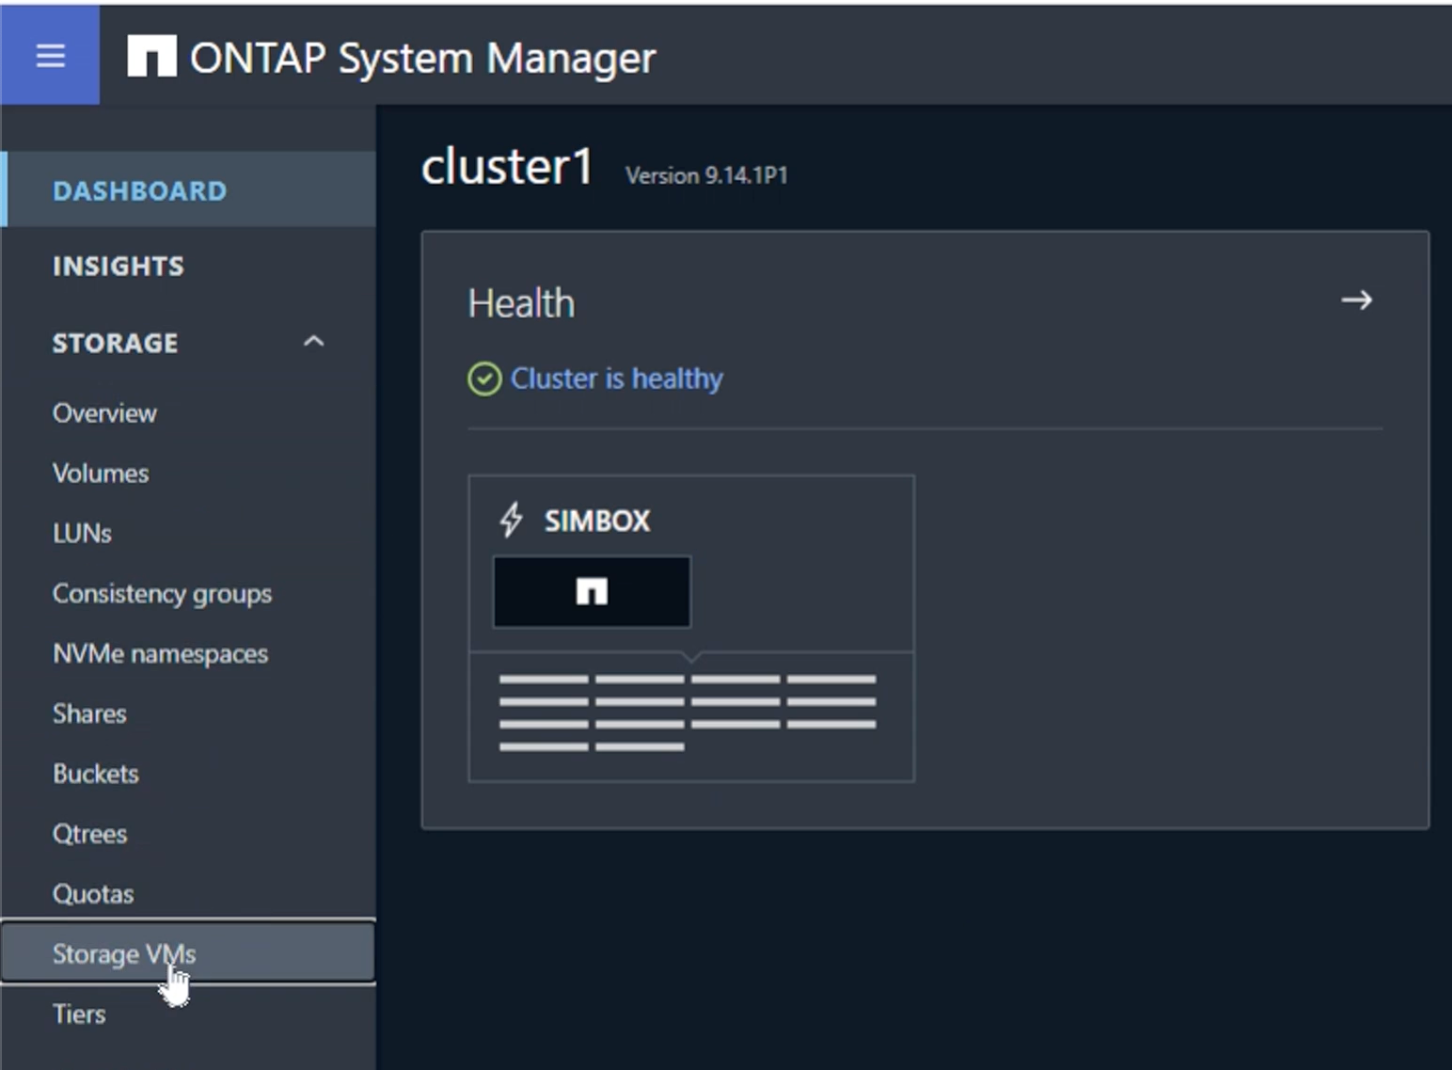 ONTAP System Manager
DASHBOARD
INSIGHTS
STORAGE
Overview
Volumes
LUNs
Consistency groups
NVMe namespaces
Shares
Buckets
Qtrees
Quotas
Storage VMs
Tiers
cluster1 Version 9.14.1P1
Health
Cluster is healthy
SIMBOX